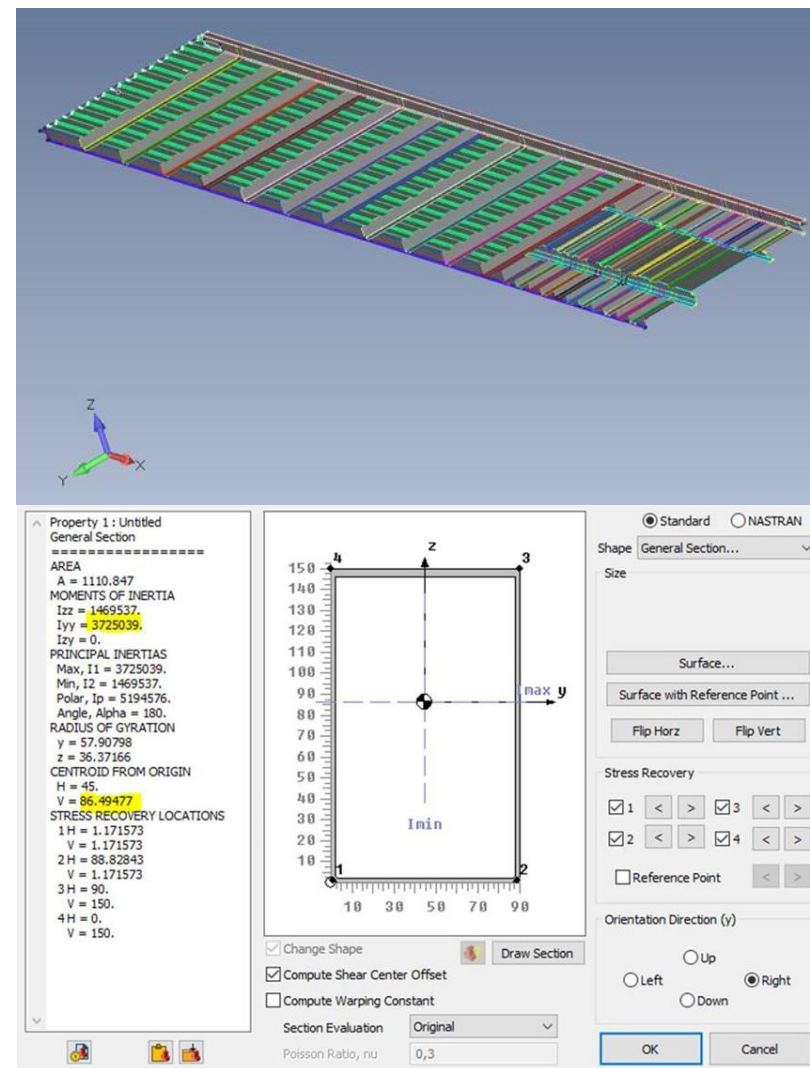 Z
Y
X
Property 1 : Untitled
General Section
=================
AREA
A = 1110.847
MOMENTS OF INERTIA
Izz = 1469537.
Iyy = 3725039.
Izy = 0.
PRINCIPAL INERTIAS
Max, I1 = 3725039.
Min, I2 = 1469537.
Polar, Ip = 5194576.
Angle, Alpha = 180.
RADIUS OF GYRATION
y = 57.90798
z = 36.37166
CENTROID FROM ORIGIN
H = 45.
V = 86.49477
STRESS RECOVERY LOCATIONS
1 H = 1.171573
V = 1.171573
2 H = 88.82843
V = 1.171573
3 H = 90.
V = 150.
4 H = 0.
V = 150.
4
z
3
150
140
130
120
110
100
90
80
70
60
50
40
30
20
10
Imax y
Imin
1
2
10 30 50 70 90
Change Shape
Draw Section
Compute Shear Center Offset
Compute Warping Constant
Section Evaluation Original
Poisson Ratio, nu 0,3
Standard NASTRAN
Shape General Section...
Size
Surface...
Surface with Reference Point ...
Flip Horz Flip Vert
Stress Recovery
1 < > 3 < >
2 < > 4 < >
Reference Point < >
Orientation Direction (y)
Up
Left Right
Down
OK Cancel